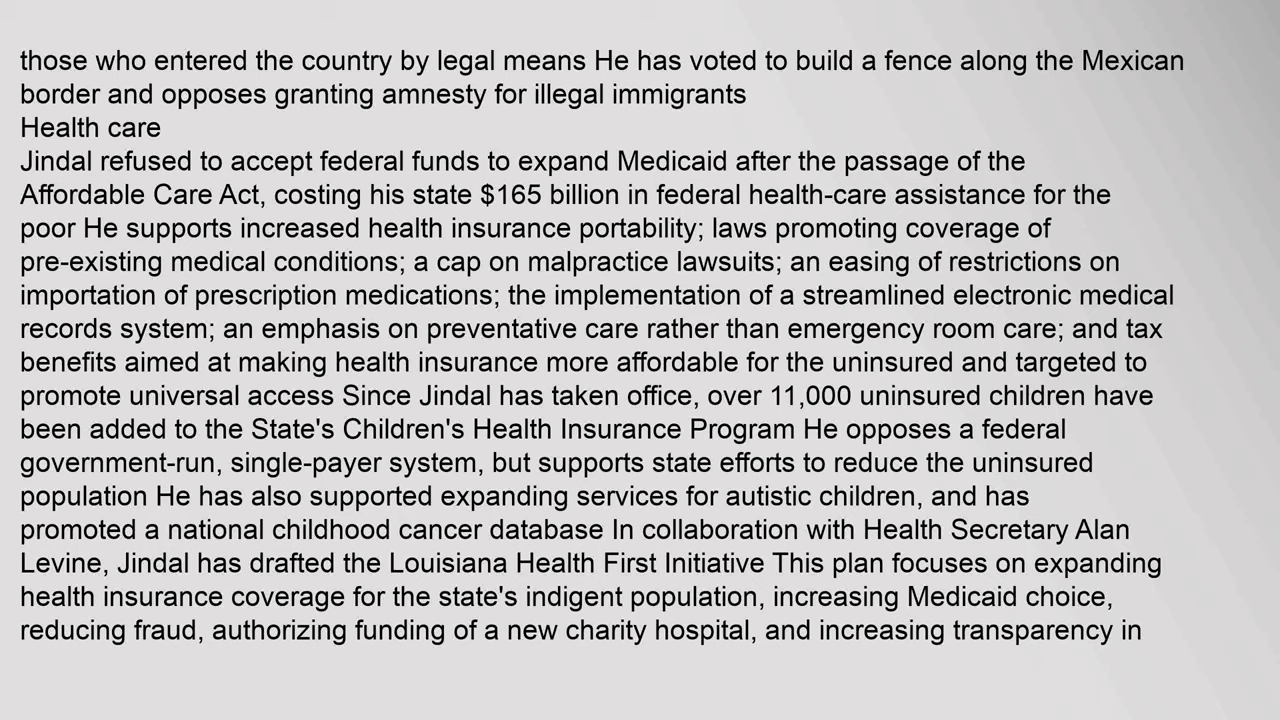 those who entered the country by legal means He has voted to build a fence along the Mexican
border and opposes granting amnesty for illegal immigrants
Health care
Jindal refused to accept federal funds to expand Medicaid after the passage of the
Affordable Care Act, costing his state $165 billion in federal health-care assistance for the
poor He supports increased health insurance portability; laws promoting coverage of
pre-existing medical conditions; a cap on malpractice lawsuits; an easing of restrictions on
importation of prescription medications; the implementation of a streamlined electronic medical
records system; an emphasis on preventative care rather than emergency room care; and tax
benefits aimed at making health insurance more affordable for the uninsured and targeted to
promote universal access Since Jindal has taken office, over 11,000 uninsured children have
been added to the State's Children's Health Insurance Program He opposes a federal
government-run, single-payer system, but supports state efforts to reduce the uninsured
population He has also supported expanding services for autistic children, and has
promoted a national childhood cancer database In collaboration with Health Secretary Alan
Levine, Jindal has drafted the Louisiana Health First Initiative This plan focuses on expanding
health insurance coverage for the state's indigent population, increasing Medicaid choice,
reducing fraud, authorizing funding of a new charity hospital, and increasing transparency in